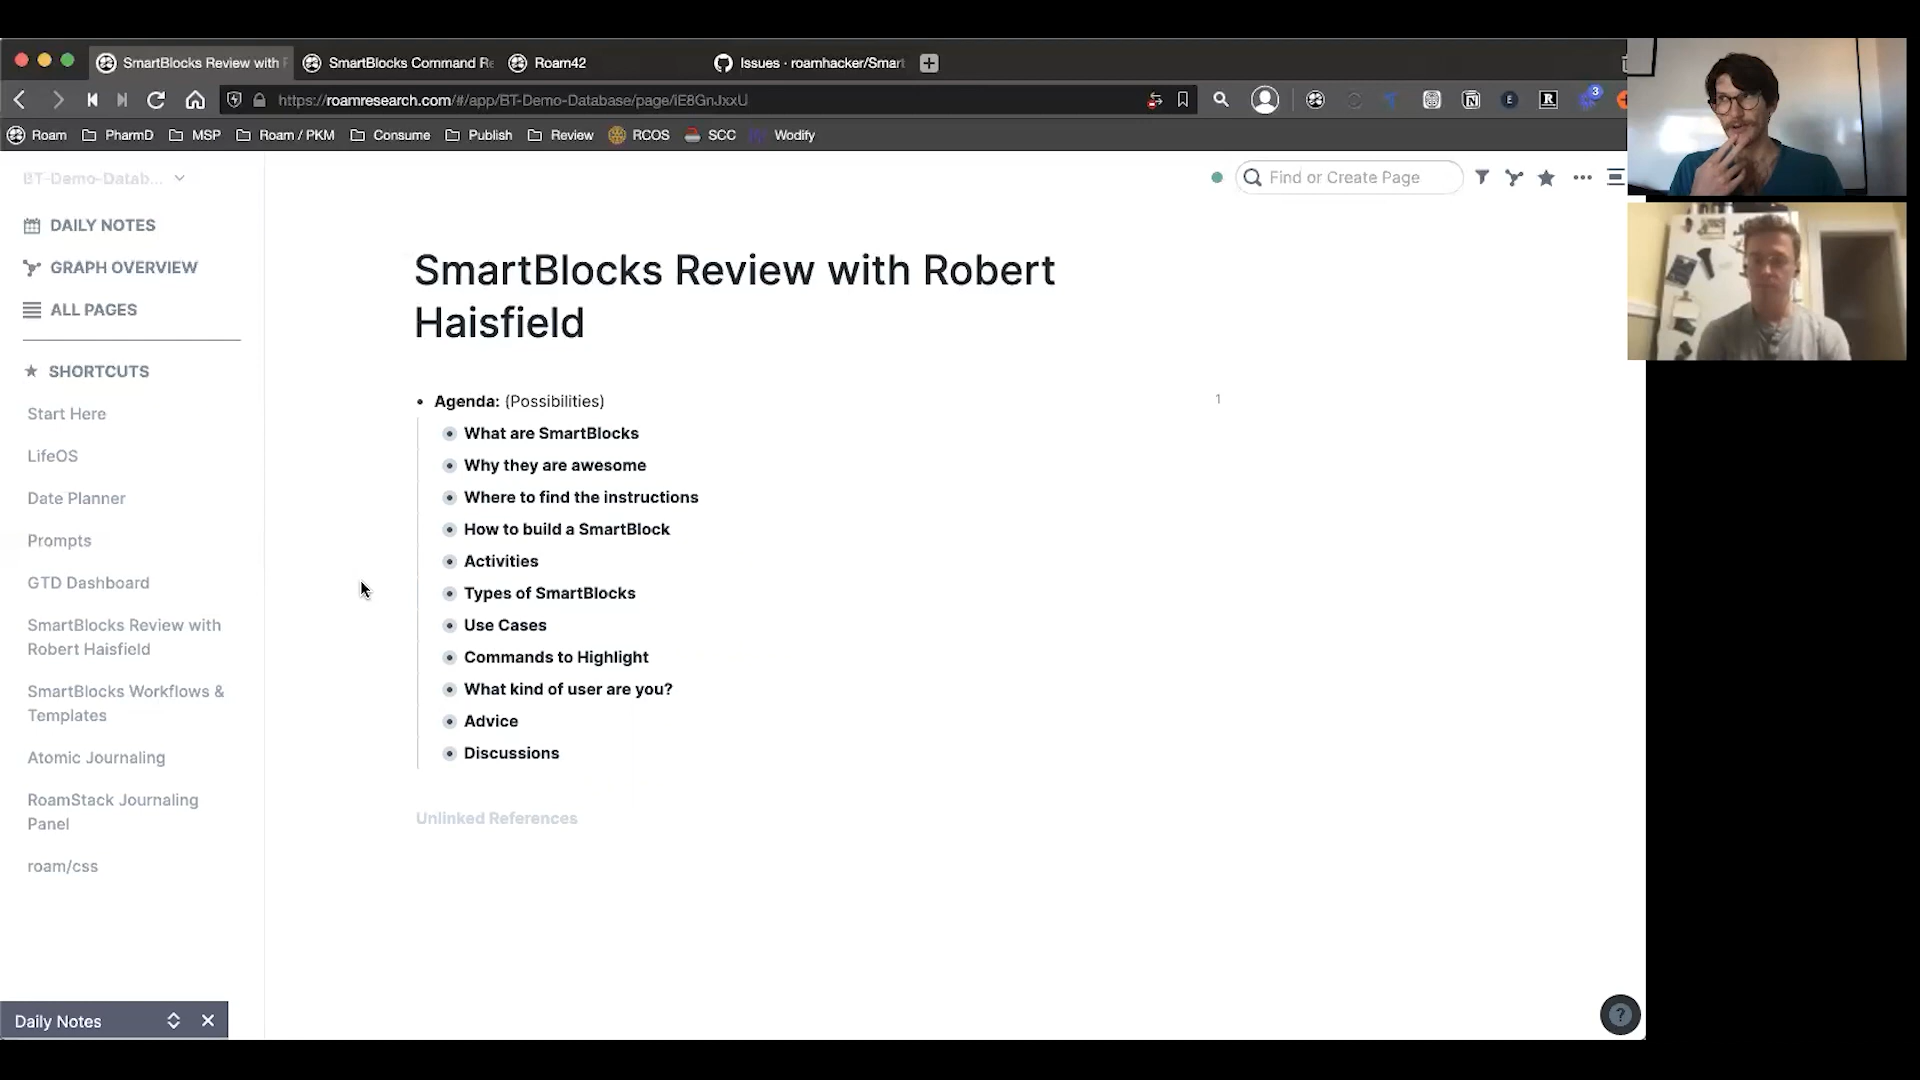 SmartBlocks Review with R
SmartBlocks Command Re
Roam42
Issues · roamhacker/Smart
https://roamresearch.com/#/app/BT-Demo-Database/page/iE8GnJxxU
3
Roam
PharmD
MSP
Roam / PKM
Consume
Publish
Review
RCOS
SCC
Wodify
BT-Demo-Datab...
Find or Create Page
DAILY NOTES
GRAPH OVERVIEW
ALL PAGES
SHORTCUTS
Start Here
LifeOS
Date Planner
Prompts
GTD Dashboard
SmartBlocks Review with
Robert Haisfield
SmartBlocks Workflows &
Templates
Atomic Journaling
RoamStack Journaling
Panel
roam/css
Daily Notes
SmartBlocks Review with Robert
Haisfield
Agenda: (Possibilities)
1
What are SmartBlocks
Why they are awesome
Where to find the instructions
How to build a SmartBlock
Activities
Types of SmartBlocks
Use Cases
Commands to Highlight
What kind of user are you?
Advice
Discussions
Unlinked References